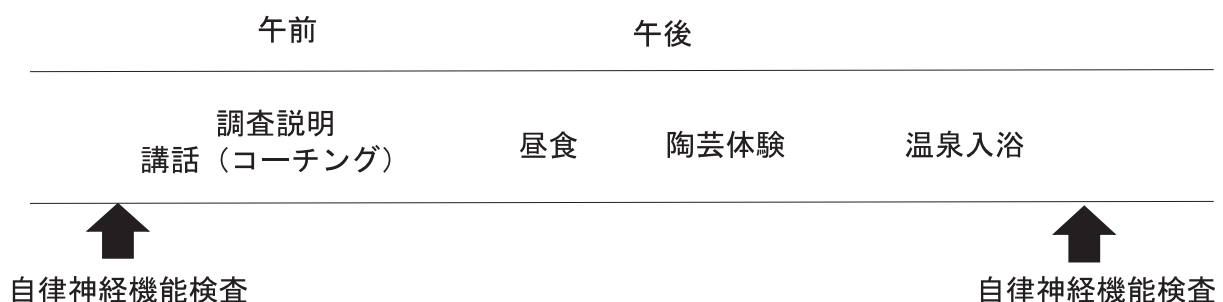 午前
午後
調査説明
講話（コーチング）
昼食
陶芸体験
温泉入浴
自律神経機能検査
自律神経機能検査